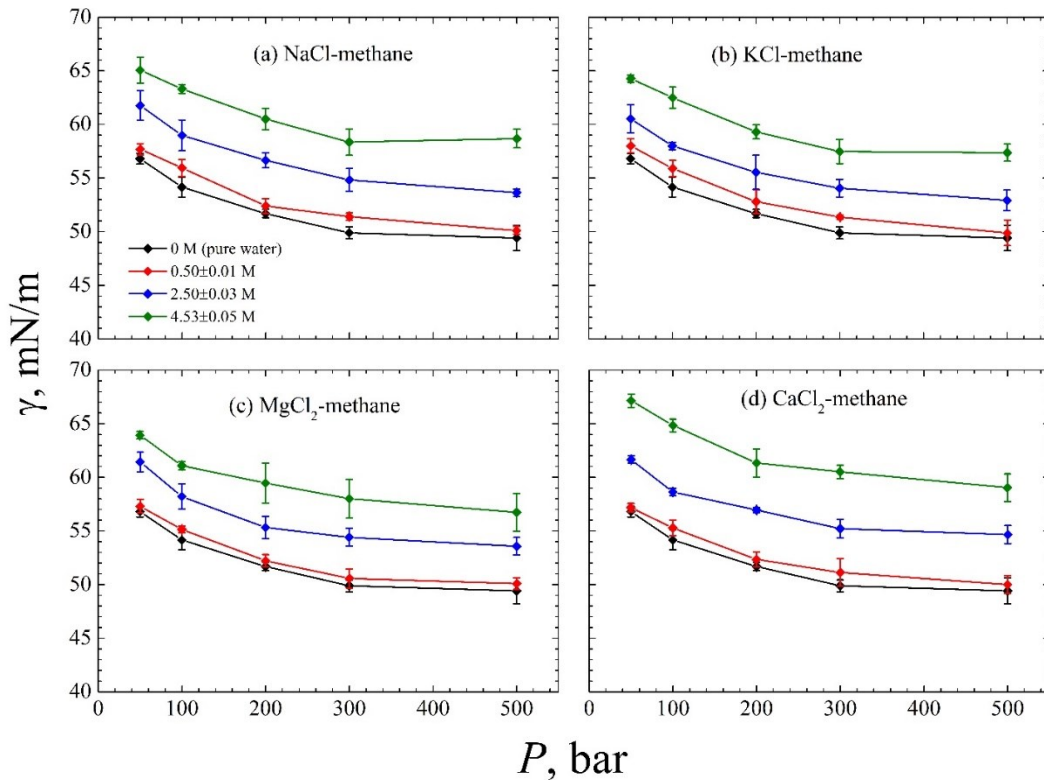 γ, mN/m
70
65
60
55
50
45
40
(a) NaCl-methane
0 M (pure water)
0.50±0.01 M
2.50±0.03 M
4.53±0.05 M
(b) KCl-methane
70
65
60
55
50
45
40
(c) MgCl₂-methane
0 100 200 300 400 500
(d) CaCl₂-methane
0 100 200 300 400 500
P, bar